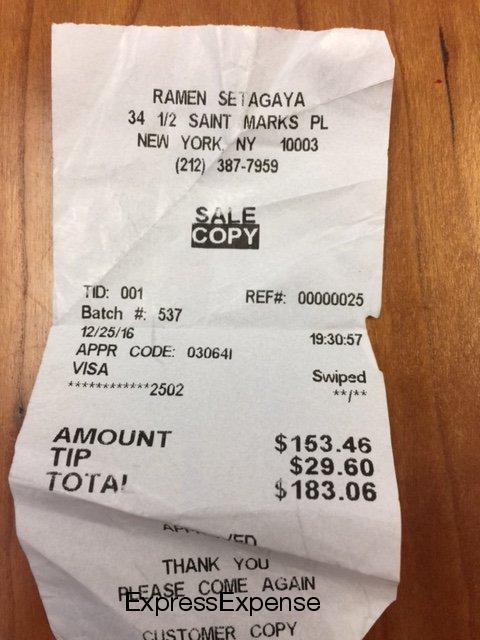 RAMEN SETAGAYA
34 1/2 SAINT MARKS PL
NEW YORK, NY 10003
(212) 387-7959
SALE
COPY
TID: 001 REF#: 00000025
Batch #: 537
12/25/16 19:30:57
APPR CODE: 03064I
VISA Swiped
************2502 **/**
AMOUNT $153.46
TIP $29.60
TOTAL $183.06
APPROVED
THANK YOU
PLEASE COME AGAIN
ExpressExpense
CUSTOMER COPY